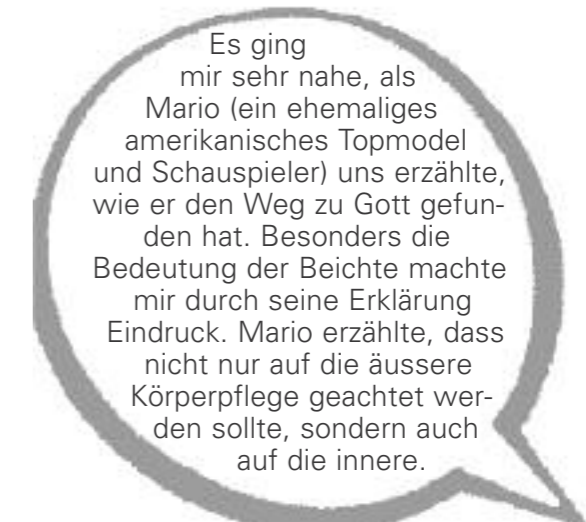 Es ging
mir sehr nahe, als
Mario (ein ehemaliges
amerikanisches Topmodel
und Schauspieler) uns erzählte,
wie er den Weg zu Gott gefun-
den hat. Besonders die
Bedeutung der Beichte machte
mir durch seine Erklärung
Eindruck. Mario erzählte, dass
nicht nur auf die äussere
Körperpflege geachtet wer-
den sollte, sondern auch
auf die innere.